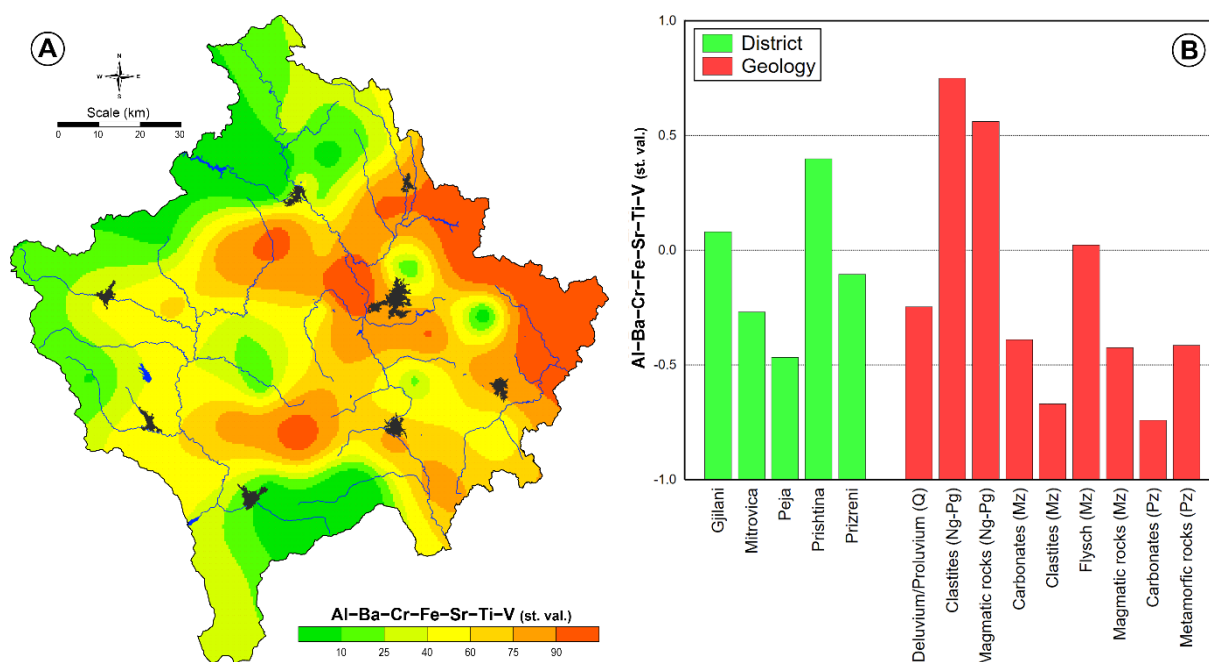 A
N
W E
S
Scale (km)
0 10 20 30
Al–Ba–Cr–Fe–Sr–Ti–V (st. val.)
10 25 40 60 75 90
B
District
Geology
Al–Ba–Cr–Fe–Sr–Ti–V (st. val.)
1.0
0.5
0.0
-0.5
-1.0
Gjilani
Mitrovica
Peja
Prishtina
Prizreni
Deluvium/Proluvium (Q)
Clastites (Ng-Pg)
Magmatic rocks (Ng-Pg)
Carbonates (Mz)
Clastites (Mz)
Flysch (Mz)
Magmatic rocks (Mz)
Carbonates (Pz)
Metamorfic rocks (Pz)